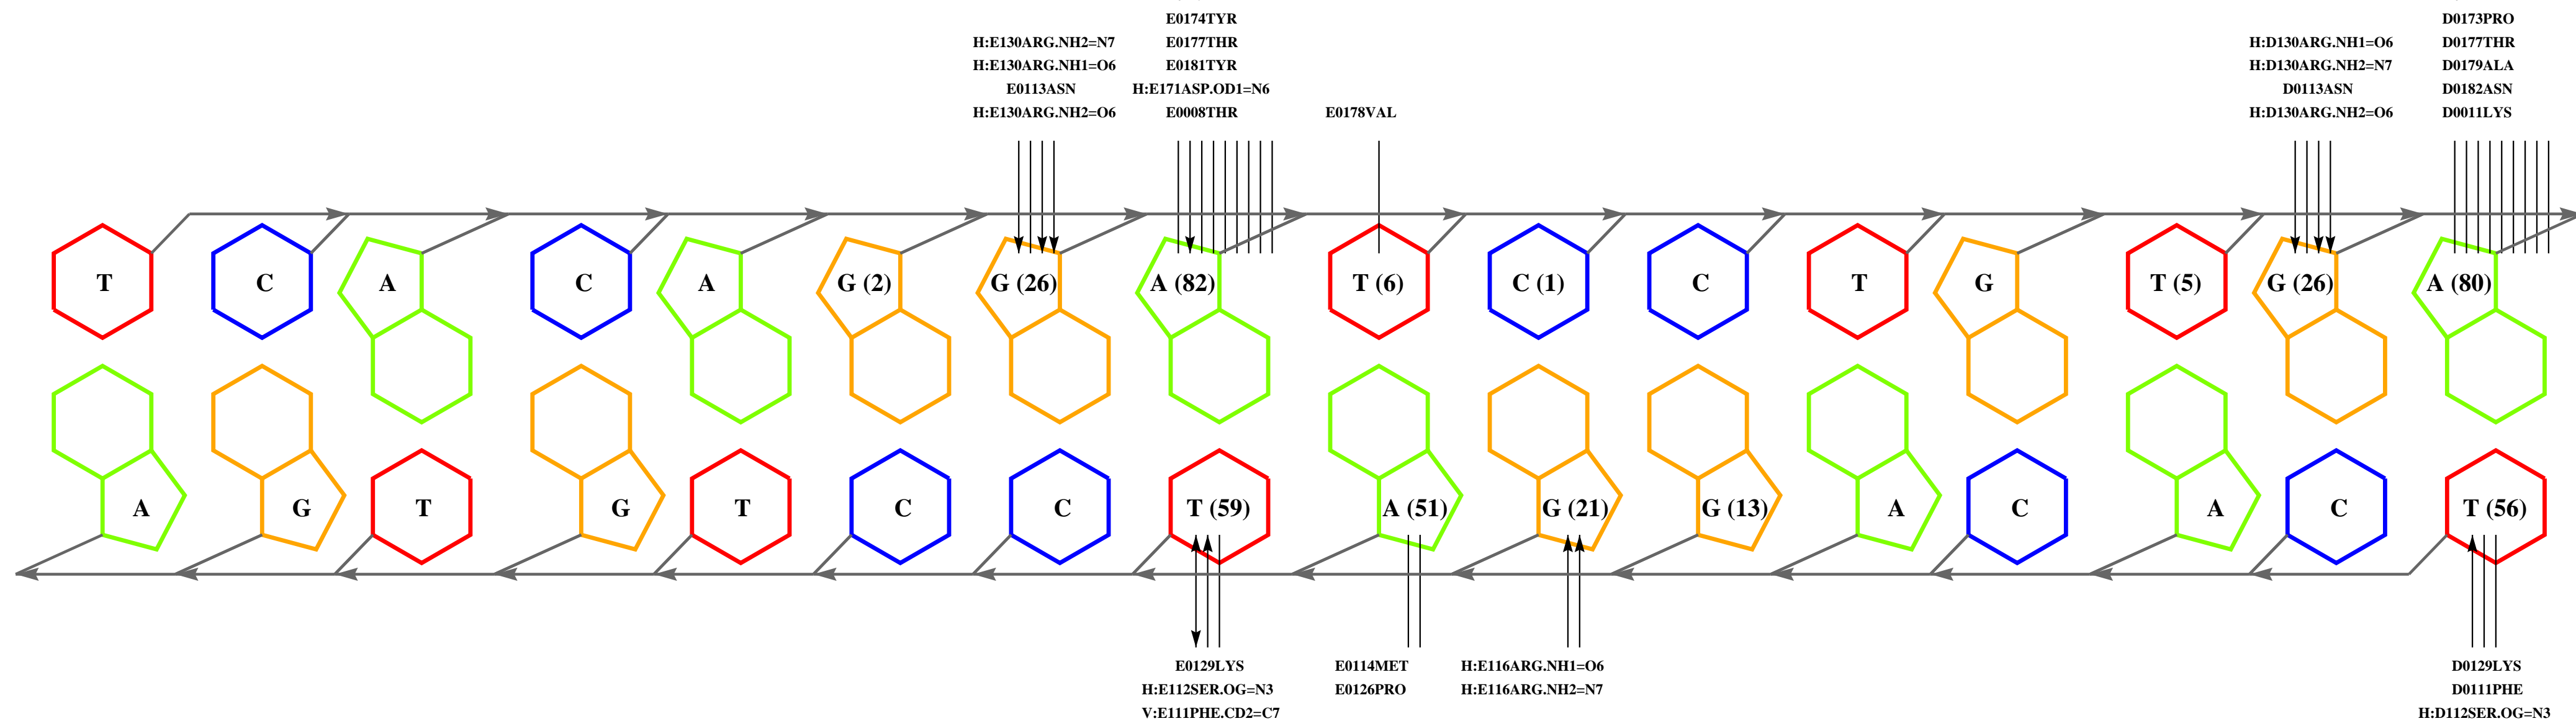 E0174TYR
E0177THR
E0181TYR
H:E171ASP.OD1=N6
E0008THR
H:E130ARG.NH2=N7
H:E130ARG.NH1=O6
E0113ASN
H:E130ARG.NH2=O6
E0178VAL
H:D130ARG.NH1=O6
H:D130ARG.NH2=N7
D0113ASN
H:D130ARG.NH2=O6
D0173PRO
D0177THR
D0179ALA
D0182ASN
D0011LYS
T C A C A G (2) G (26) A (82) T (6) C (1) C T G T (5) G (26) A (80)
A G T G T C C T (59) A (51) G (21) G (13) A C A C T (56)
E0129LYS
H:E112SER.OG=N3
V:E111PHE.CD2=C7
E0114MET
E0126PRO
H:E116ARG.NH1=O6
H:E116ARG.NH2=N7
D0129LYS
D0111PHE
H:D112SER.OG=N3